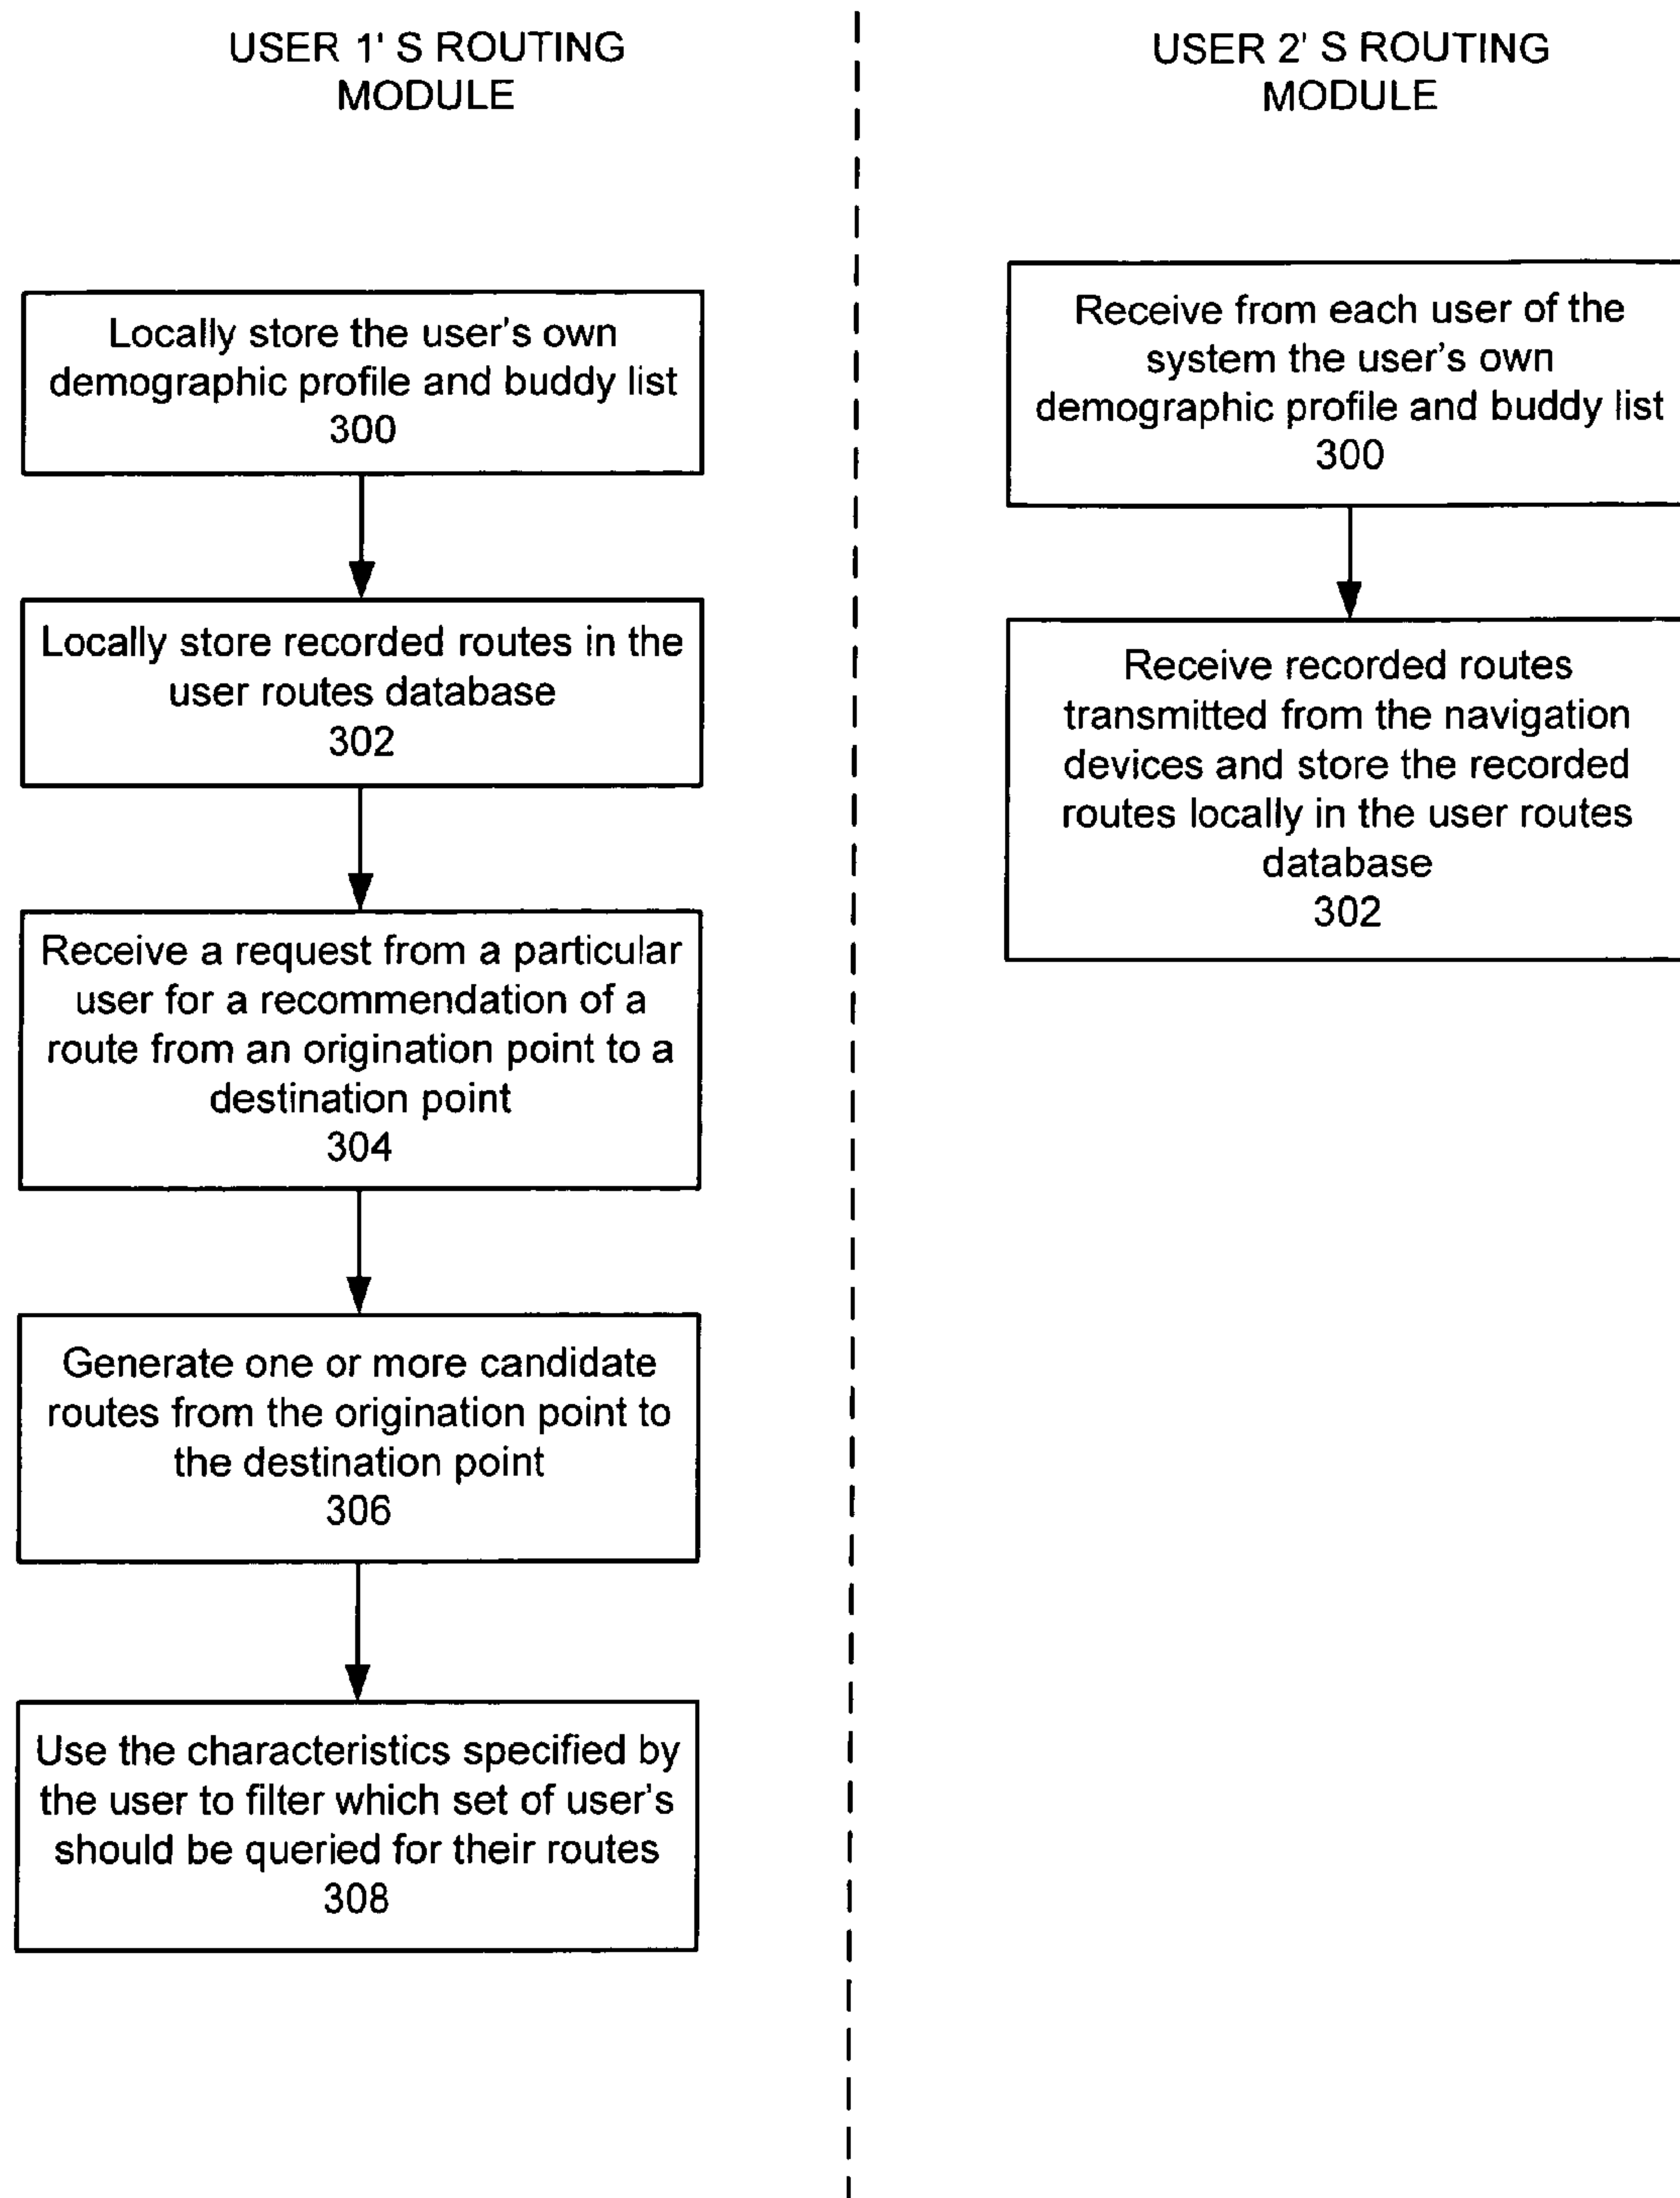 USER 1' S ROUTING
MODULE
Locally store the user's own
demographic profile and buddy list
300
Locally store recorded routes in the
user routes database
302
Receive a request from a particular
user for a recommendation of a
route from an origination point to a
destination point
304
Generate one or more candidate
routes from the origination point to
the destination point
306
Use the characteristics specified by
the user to filter which set of user's
should be queried for their routes
308
USER 2' S ROUTING
MODULE
Receive from each user of the
system the user's own
demographic profile and buddy list
300
Receive recorded routes
transmitted from the navigation
devices and store the recorded
routes locally in the user routes
database
302